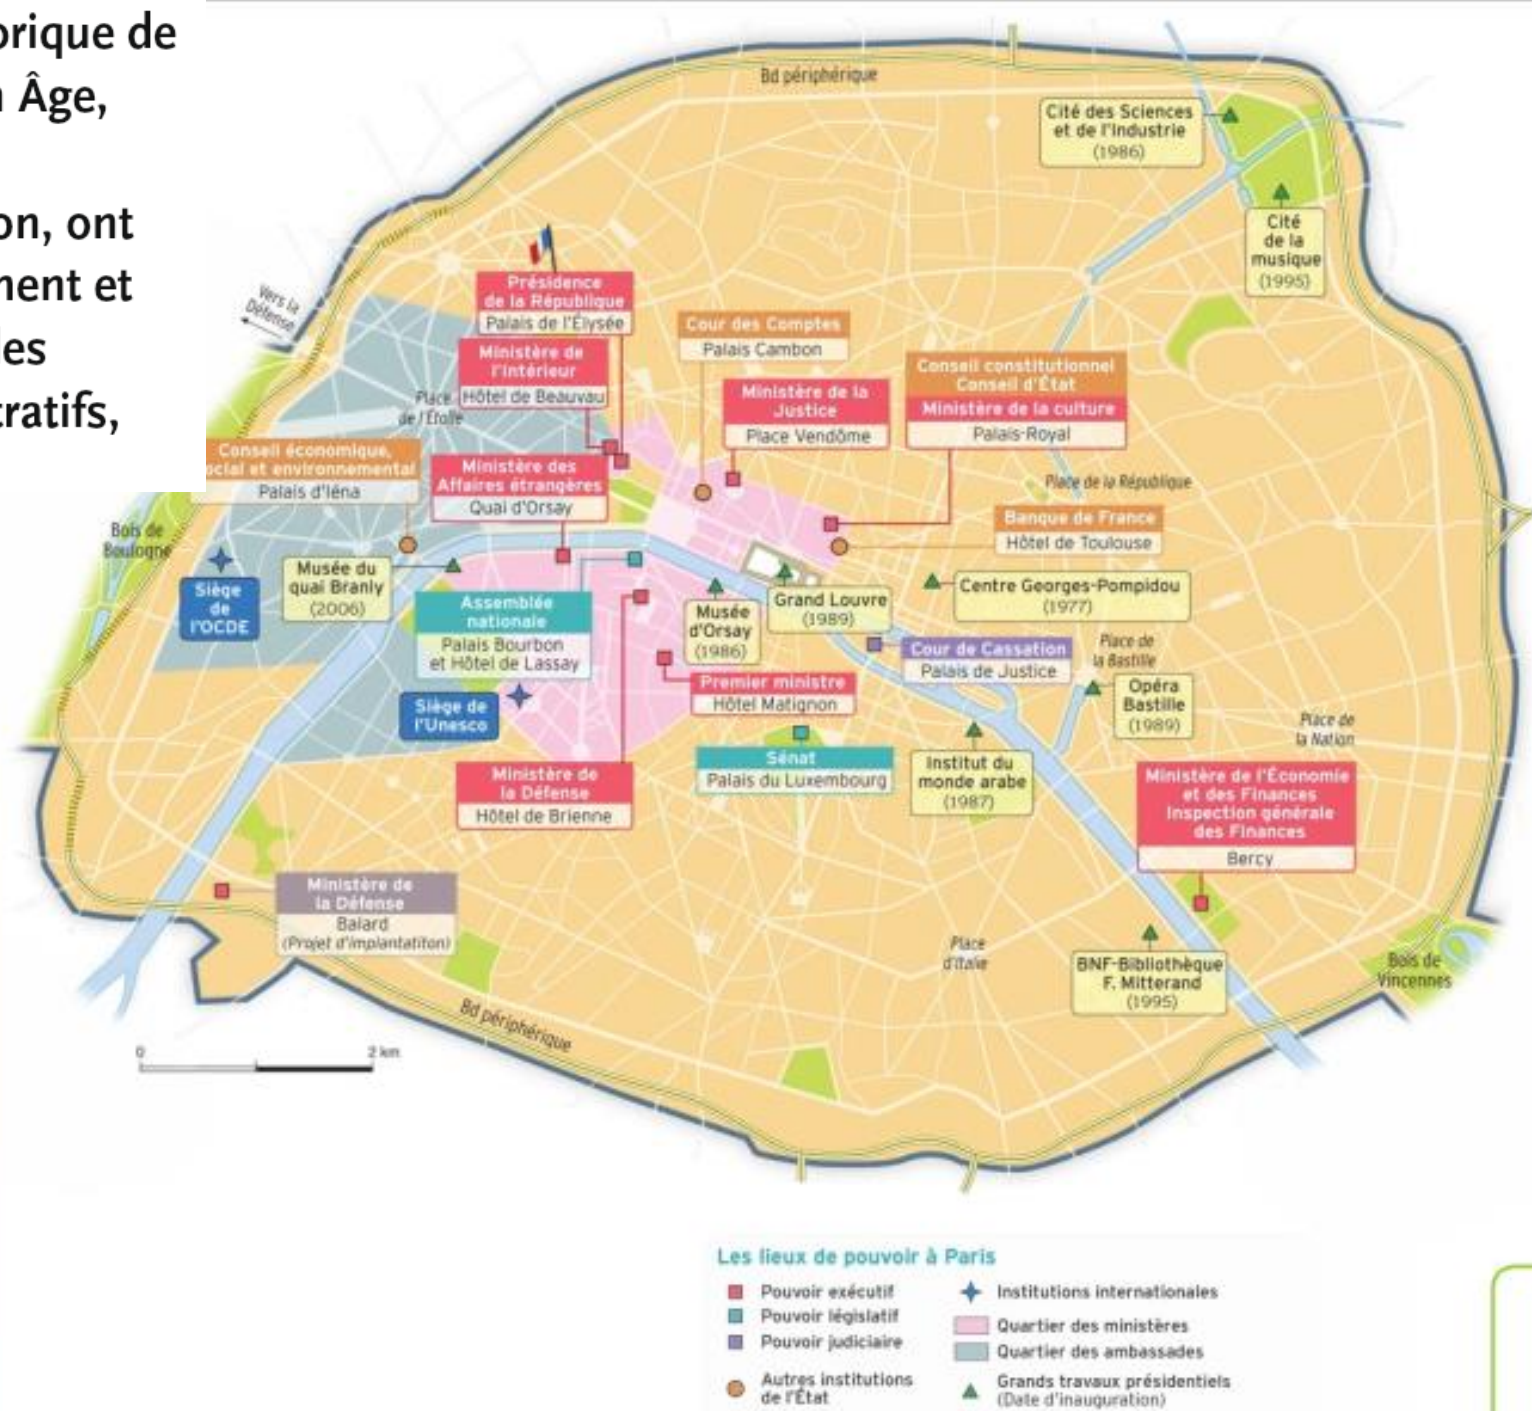 orique de
Âge,
on, ont
ment et
les
tratifs,
Bd périphérique
Cité des Sciences
et de l'Industrie
(1986)
Cité
de la
musique
(1995)
Vers la
Défense
Présidence
de la République
Palais de l'Élysée
Ministère de
l'Intérieur
Hôtel de Beauvau
Place
de l'Étoile
Cour des Comptes
Palais Cambon
Ministère de la
Justice
Place Vendôme
Conseil constitutionnel
Conseil d'État
Ministère de la culture
Palais-Royal
Conseil économique,
ocial et environnemental
Palais d'Iéna
Ministère des
Affaires étrangères
Quai d'Orsay
Place de la République
Banque de France
Hôtel de Toulouse
Bois de
Boulogne
Siège
de
l'OCDE
Musée du
quai Branly
(2006)
Assemblée
nationale
Palais Bourbon
et Hôtel de Lassay
Musée
d'Orsay
(1986)
Grand Louvre
(1989)
Centre Georges-Pompidou
(1977)
Cour de Cassation
Palais de Justice
Place de
la Bastille
Opéra
Bastille
(1989)
Siège de
l'Unesco
Premier ministre
Hôtel Matignon
Place de
la Nation
Sénat
Palais du Luxembourg
Institut du
monde arabe
(1987)
Ministère de
la Défense
Hôtel de Brienne
Ministère de l'Économie
et des Finances
Inspection générale
des Finances
Bercy
Ministère de
la Défense
Balard
(Projet d'implantatiton)
Place
d'Italie
BNF-Bibliothèque
F. Mitterand
(1995)
Bois de
Vincennes
Bd périphérique
0 2 km
Les lieux de pouvoir à Paris
Pouvoir exécutif
Pouvoir législatif
Pouvoir judiciaire
Autres institutions
de l'État
Institutions internationales
Quartier des ministères
Quartier des ambassades
Grands travaux présidentiels
(Date d'inauguration)